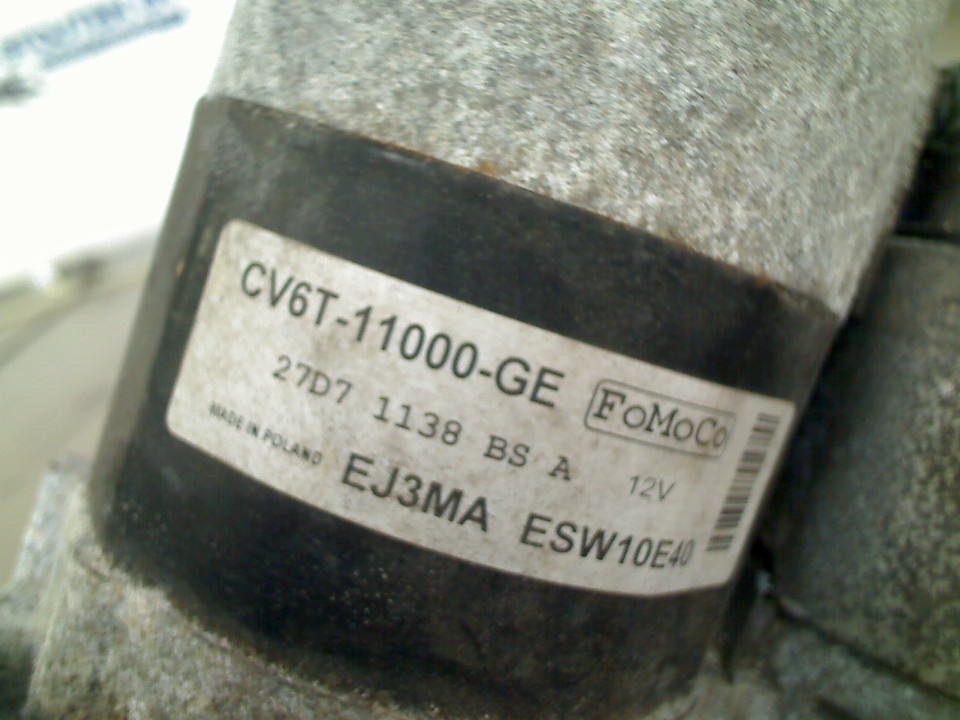 CV6T-11000-GE
FoMoCo
27D7 1138 BS A
12V
MADE IN POLAND
EJ3MA ESW10E40